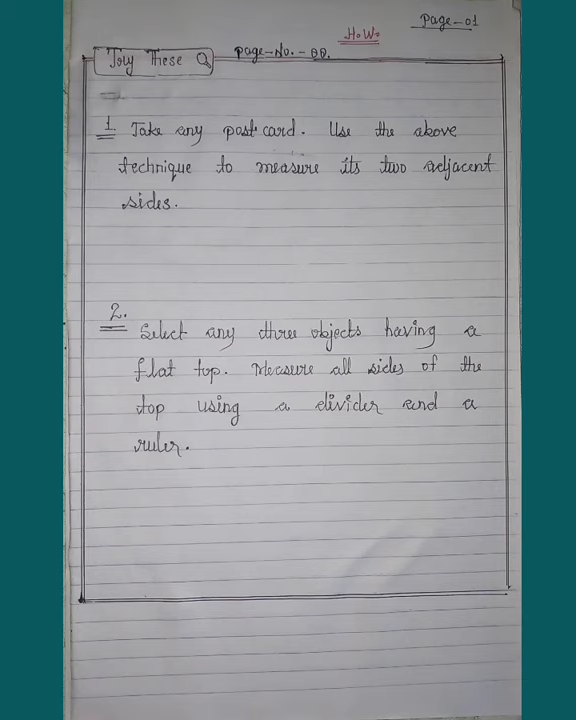 Page-01
H.W.
Try These Page-No.-
1. Take any post card. Use the above
technique to measure its two adjacent
sides.
2.
Select any three objects having a
flat top. Measure all sides of the
top using a divider and a
ruler.